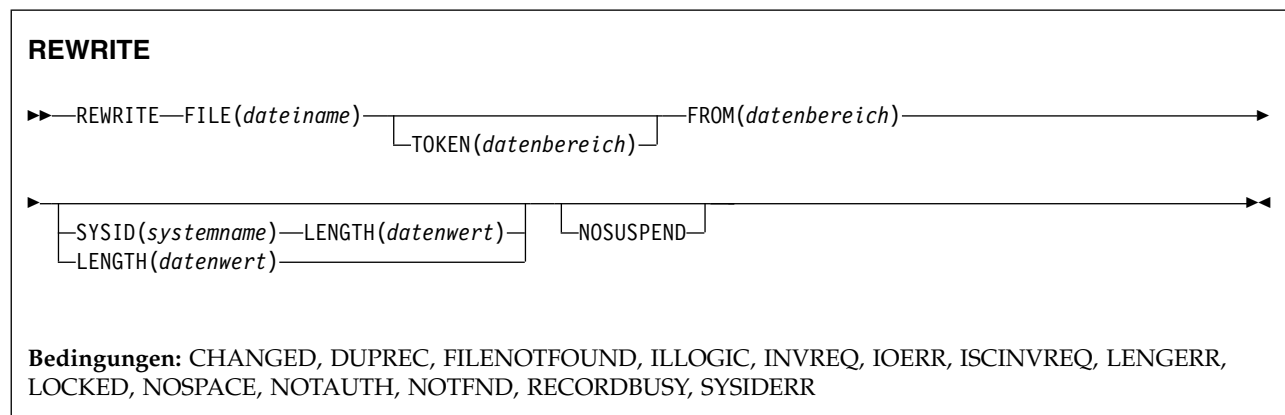 REWRITE
REWRITE FILE(dateiname) FROM(datenbereich)
TOKEN(datenbereich)
SYSID(systemname) LENGTH(datenwert) NOSUSPEND
LENGTH(datenwert)
Bedingungen: CHANGED, DUPREC, FILENOTFOUND, ILLOGIC, INVREQ, IOERR, ISCINVREQ, LENGERR,
LOCKED, NOSPACE, NOTAUTH, NOTFND, RECORDBUSY, SYSIDERR